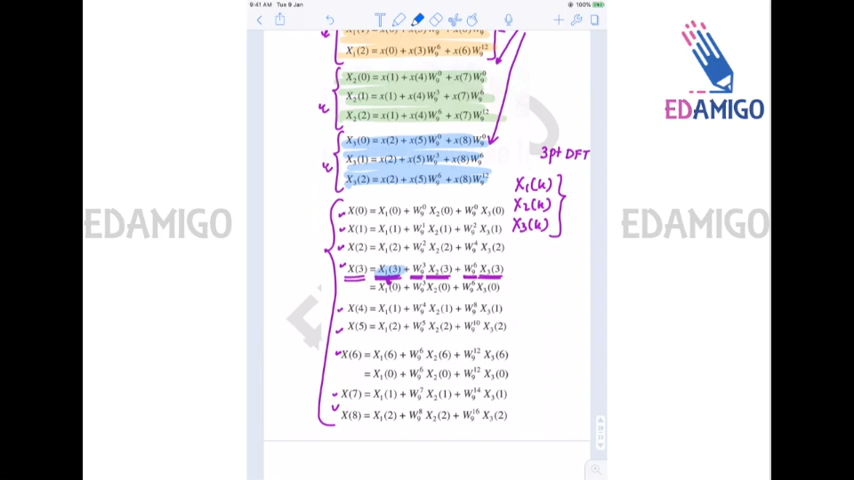 9:41 AM Tue 9 Jan
100%
X₁(2) = x(0) + x(3)W₉⁶ + x(6)W₉¹²
X₂(0) = x(1) + x(4)W₉⁰ + x(7)W₉⁰
X₂(1) = x(1) + x(4)W₉³ + x(7)W₉⁶
X₂(2) = x(1) + x(4)W₉⁶ + x(7)W₉¹²
X₃(0) = x(2) + x(5)W₉⁰ + x(8)W₉⁰
X₃(1) = x(2) + x(5)W₉³ + x(8)W₉⁶
X₃(2) = x(2) + x(5)W₉⁶ + x(8)W₉¹²
3pt DFT
X₁(k)
X₂(k)
X₃(k)
X(0) = X₁(0) + W₉⁰ X₂(0) + W₉⁰ X₃(0)
X(1) = X₁(1) + W₉¹ X₂(1) + W₉² X₃(1)
X(2) = X₁(2) + W₉² X₂(2) + W₉⁴ X₃(2)
X(3) = X₁(3) + W₉³ X₂(3) + W₉⁶ X₃(3)
= X₁(0) + W₉³ X₂(0) + W₉⁶ X₃(0)
X(4) = X₁(1) + W₉⁴ X₂(1) + W₉⁸ X₃(1)
X(5) = X₁(2) + W₉⁵ X₂(2) + W₉¹⁰ X₃(2)
X(6) = X₁(6) + W₉⁶ X₂(6) + W₉¹² X₃(6)
= X₁(0) + W₉⁶ X₂(0) + W₉¹² X₃(0)
X(7) = X₁(1) + W₉⁷ X₂(1) + W₉¹⁴ X₃(1)
X(8) = X₁(2) + W₉⁸ X₂(2) + W₉¹⁶ X₃(2)
EDAMIGO
EDAMIGO
EDAMIGO